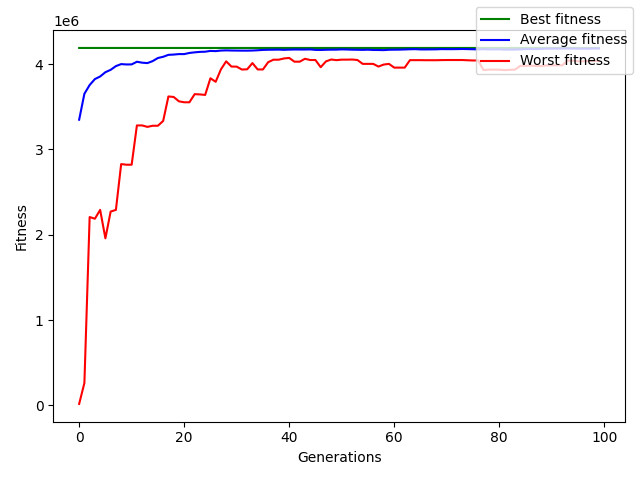 1e6
Best fitness
Average fitness
Worst fitness
4
3
2
1
0
Fitness
0 20 40 60 80 100
Generations